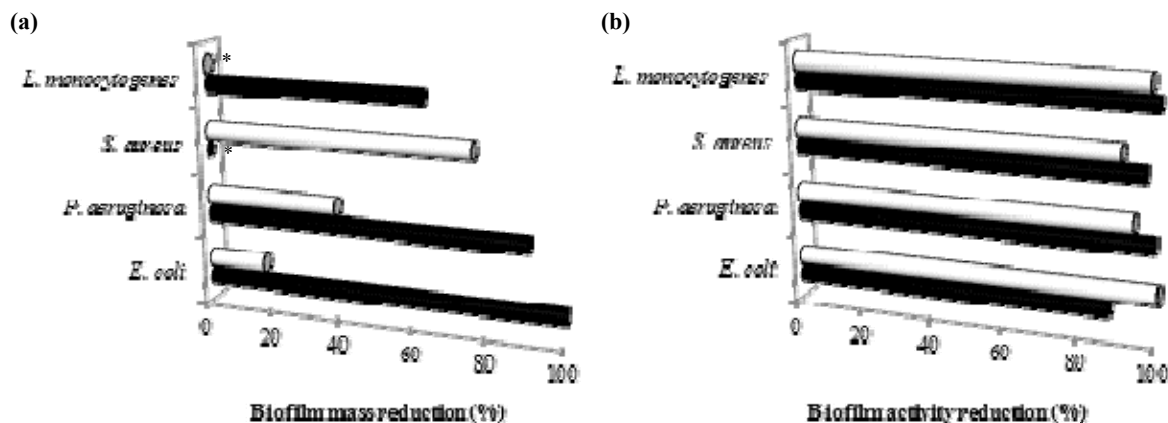 (a)
L. monocytogenes *
S. aureus *
P. aeruginosa
E. coli
0 20 40 60 80 100
Biofilm mass reduction (%)
(b)
L. monocytogenes
S. aureus
P. aeruginosa
E. coli
0 20 40 60 80 100
Biofilm activity reduction (%)